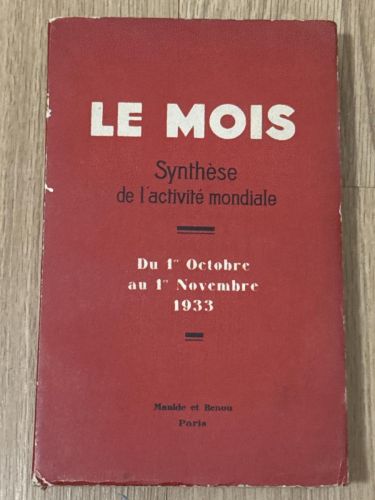 LE MOIS
Synthèse
de l'activité mondiale
Du 1er Octobre
au 1er Novembre
1933
Maulde et Renou
Paris